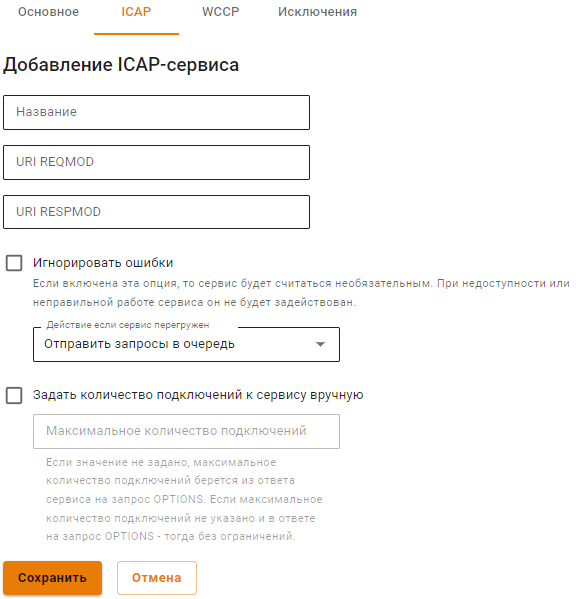 Основное ICAP WCCP Исключения
Добавление ICAP-сервиса
Название
URI REQMOD
URI RESPMOD
Игнорировать ошибки
Если включена эта опция, то сервис будет считаться необязательным. При недоступности или
неправильной работе сервиса он не будет задействован.
Действие если сервис перегружен
Отправить запросы в очередь
Задать количество подключений к сервису вручную
Максимальное количество подключений
Если значение не задано, максимальное
количество подключений берется из ответа
сервиса на запрос OPTIONS. Если максимальное
количество подключений не указано и в ответе
на запрос OPTIONS - тогда без ограничений.
Сохранить Отмена